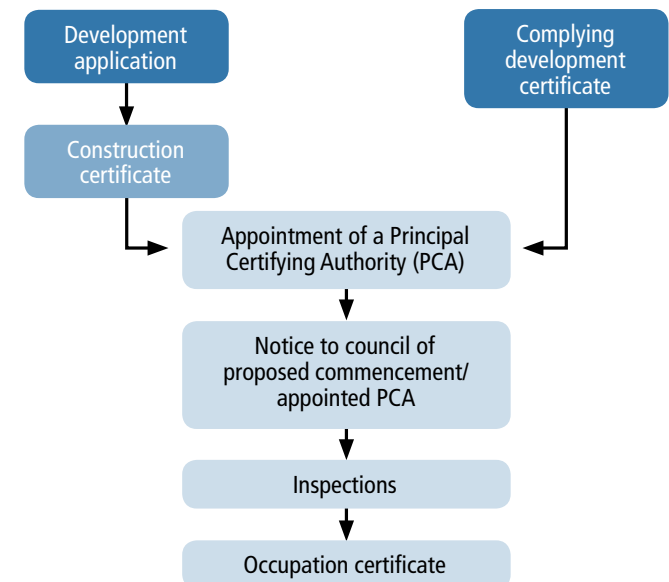 Development
application
Complying
development
certificate
Construction
certificate
Appointment of a Principal
Certifying Authority (PCA)
Notice to council of
proposed commencement/
appointed PCA
Inspections
Occupation certificate